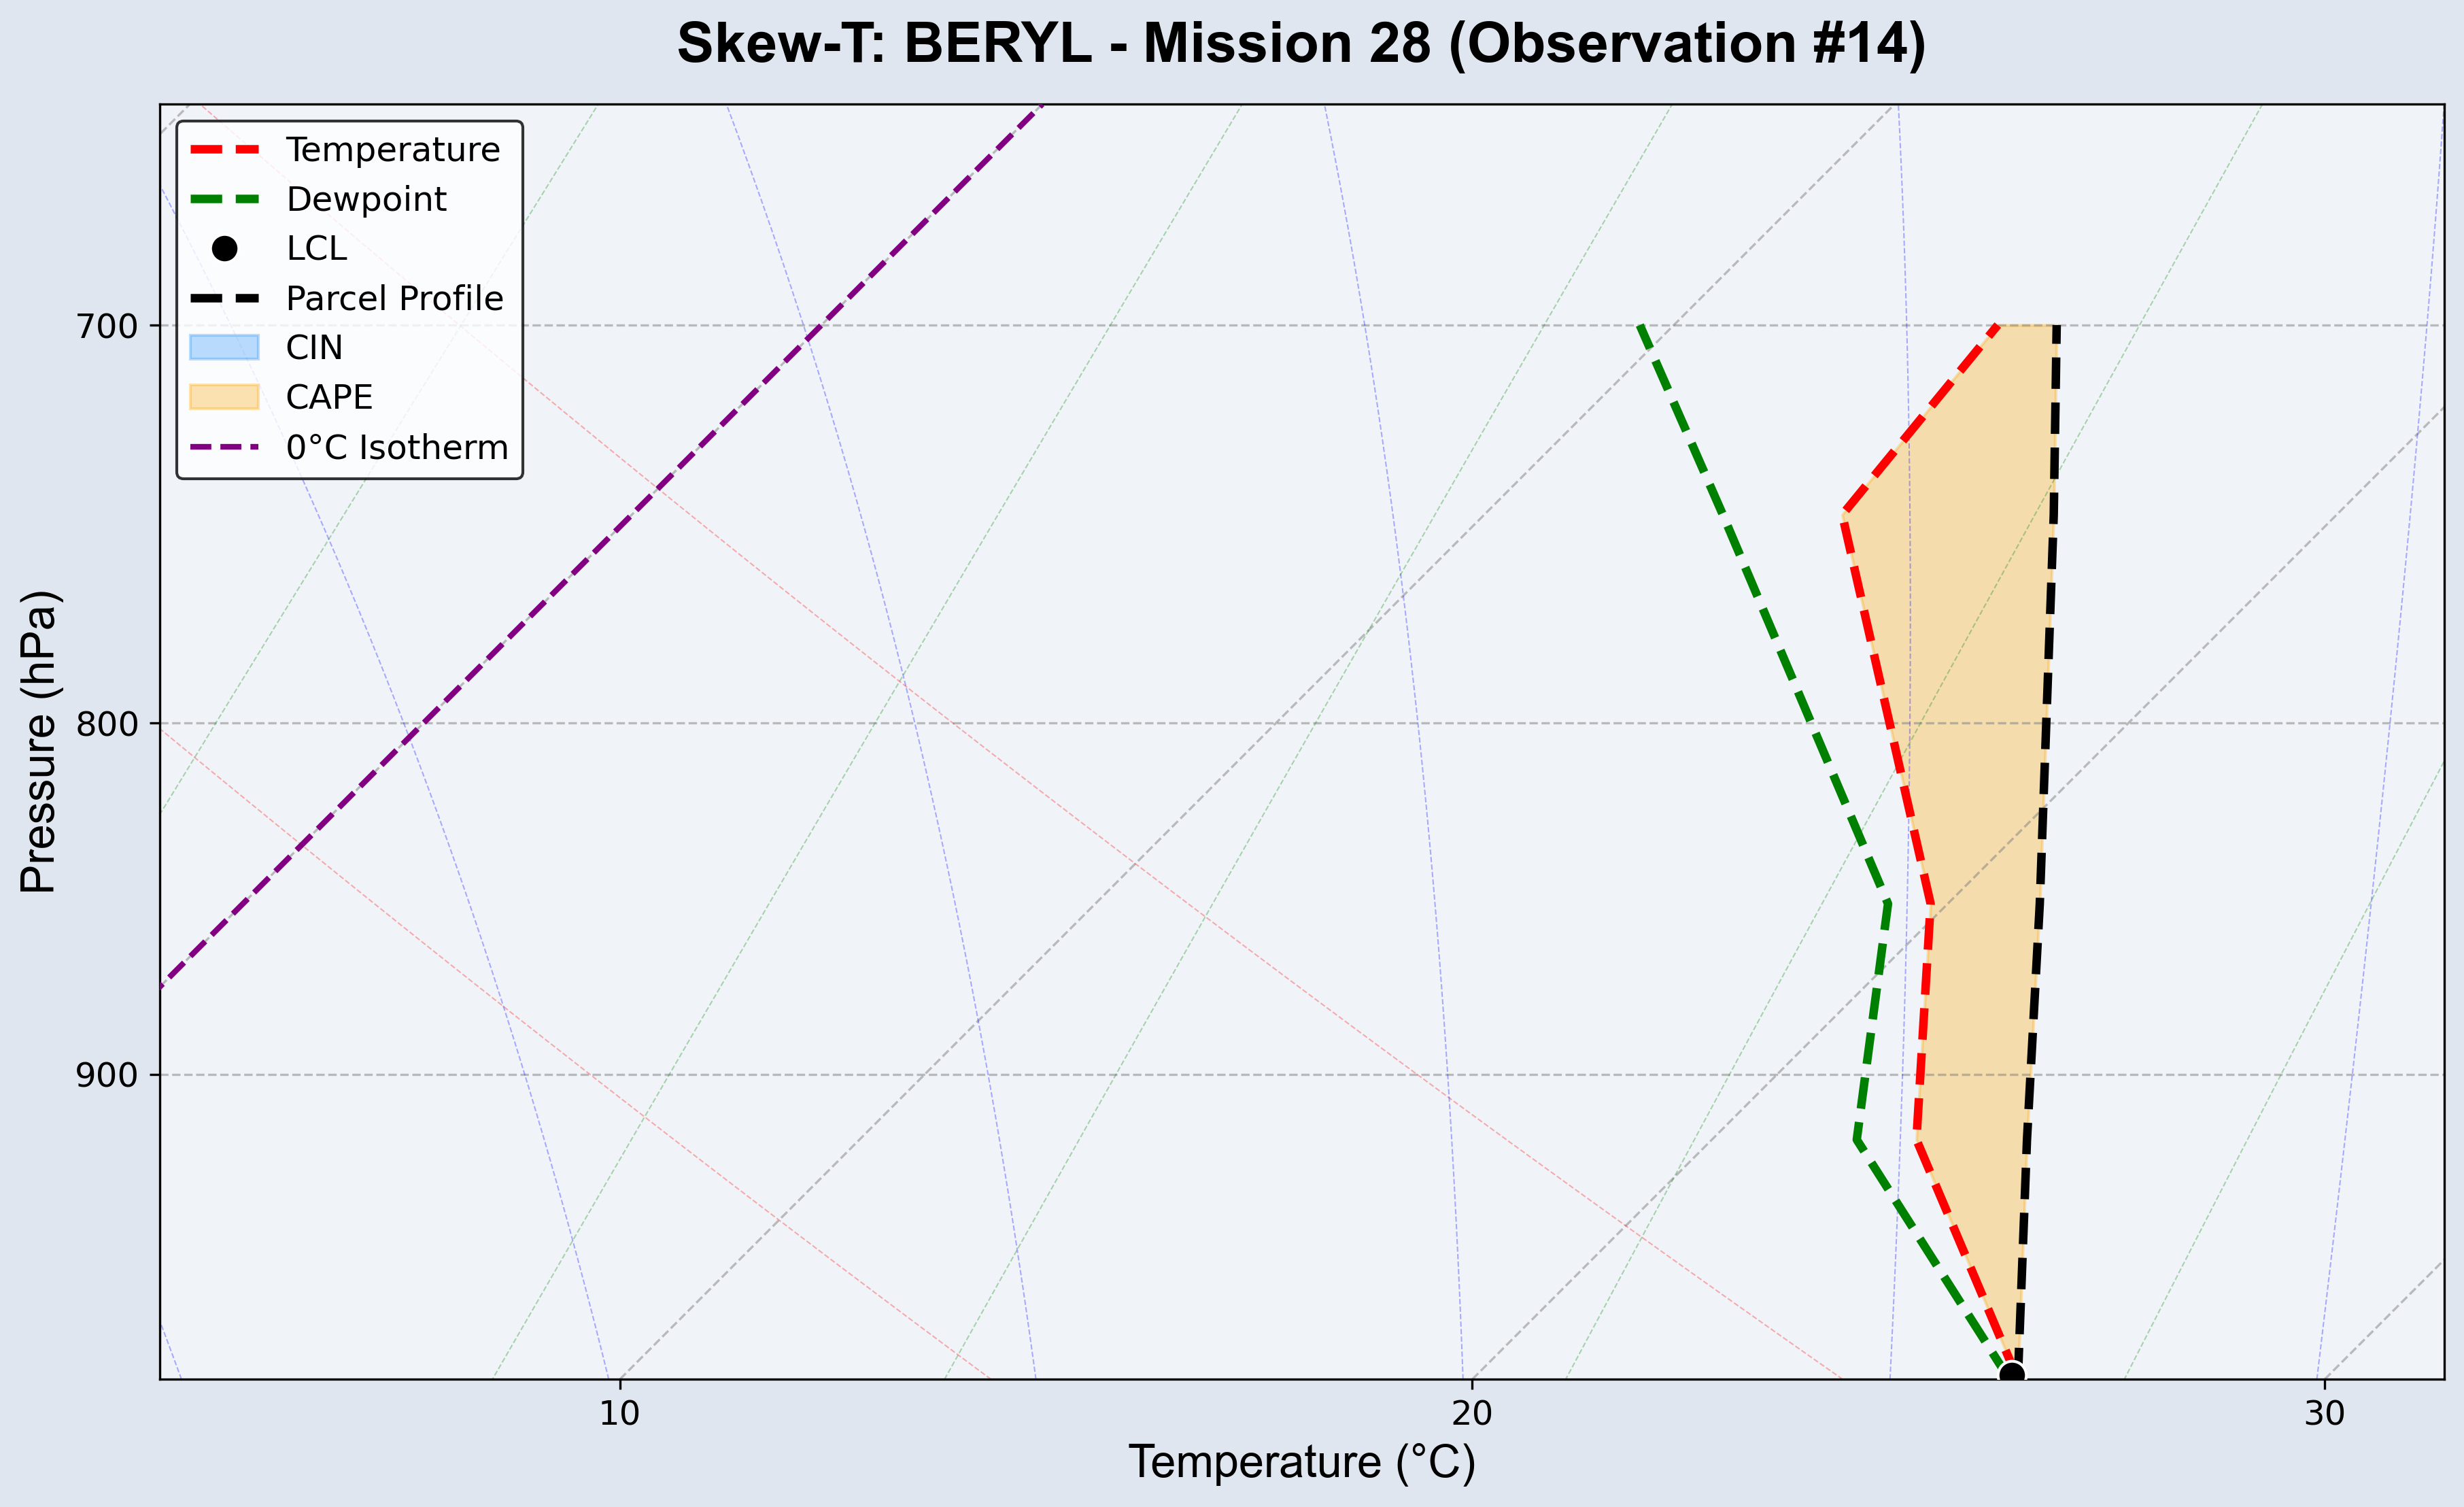 Skew-T: BERYL - Mission 28 (Observation #14)
Temperature
Dewpoint
LCL
Parcel Profile
CIN
CAPE
0°C Isotherm
Pressure (hPa)
700
800
900
10
20
30
Temperature (°C)